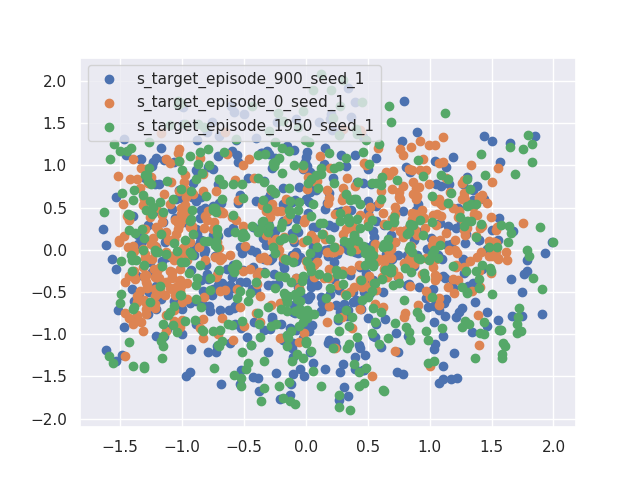 s_target_episode_900_seed_1
s_target_episode_0_seed_1
s_target_episode_1950_seed_1
2.0
1.5
1.0
0.5
0.0
−0.5
−1.0
−1.5
−2.0
−1.5 −1.0 −0.5 0.0 0.5 1.0 1.5 2.0